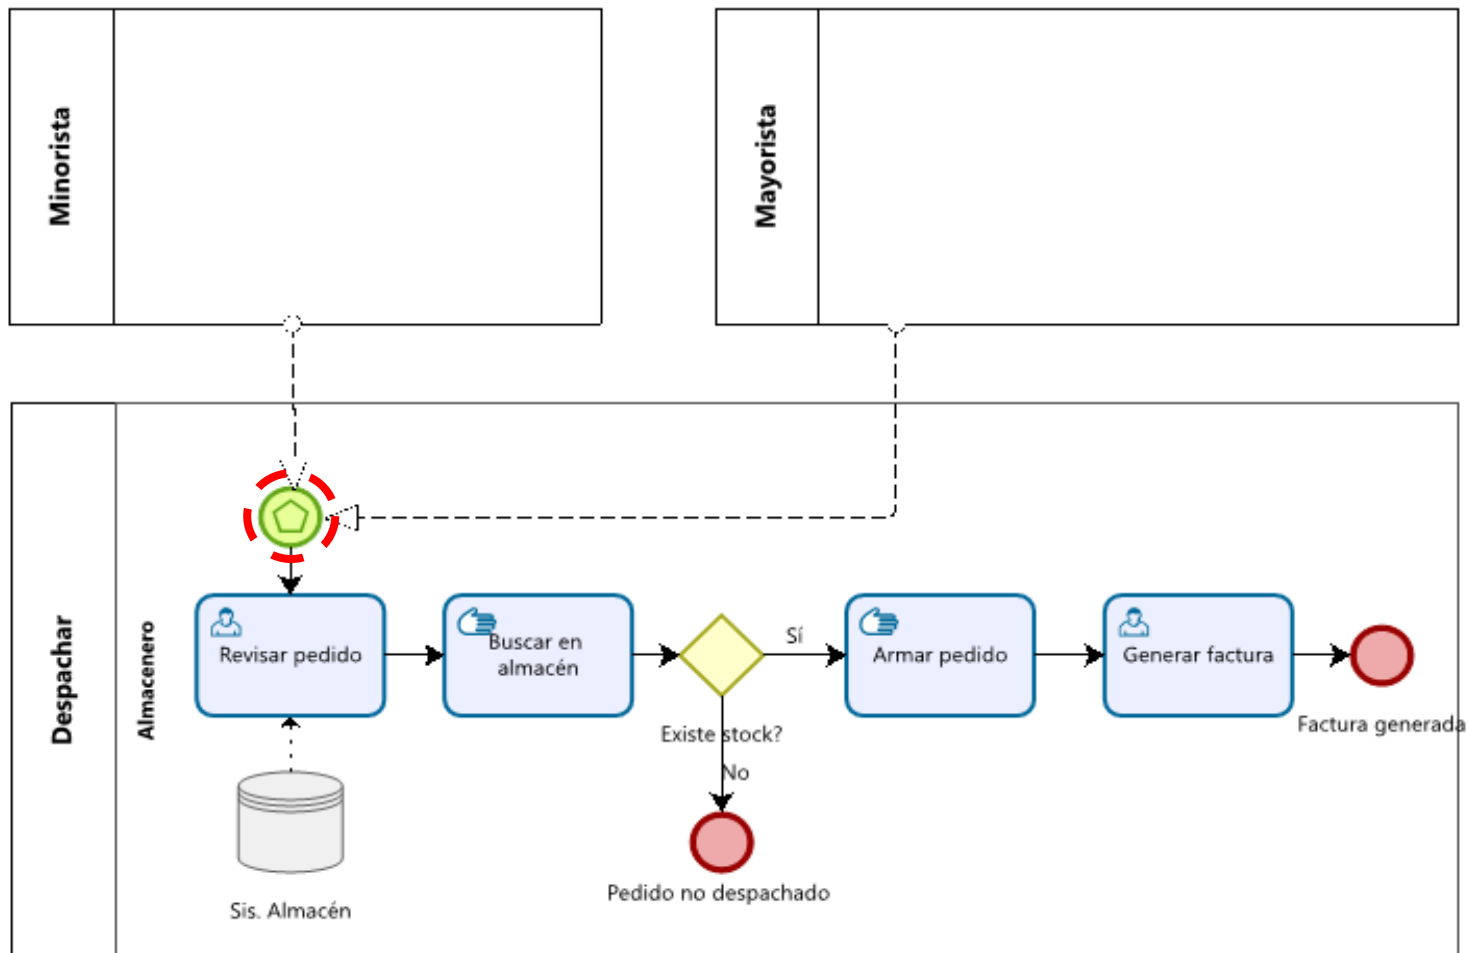 Minorista
Mayorista
Despachar
Almacenero
Revisar pedido
Buscar en
almacén
Existe stock?
Sí
No
Armar pedido
Generar factura
Factura generada
Pedido no despachado
Sis. Almacén